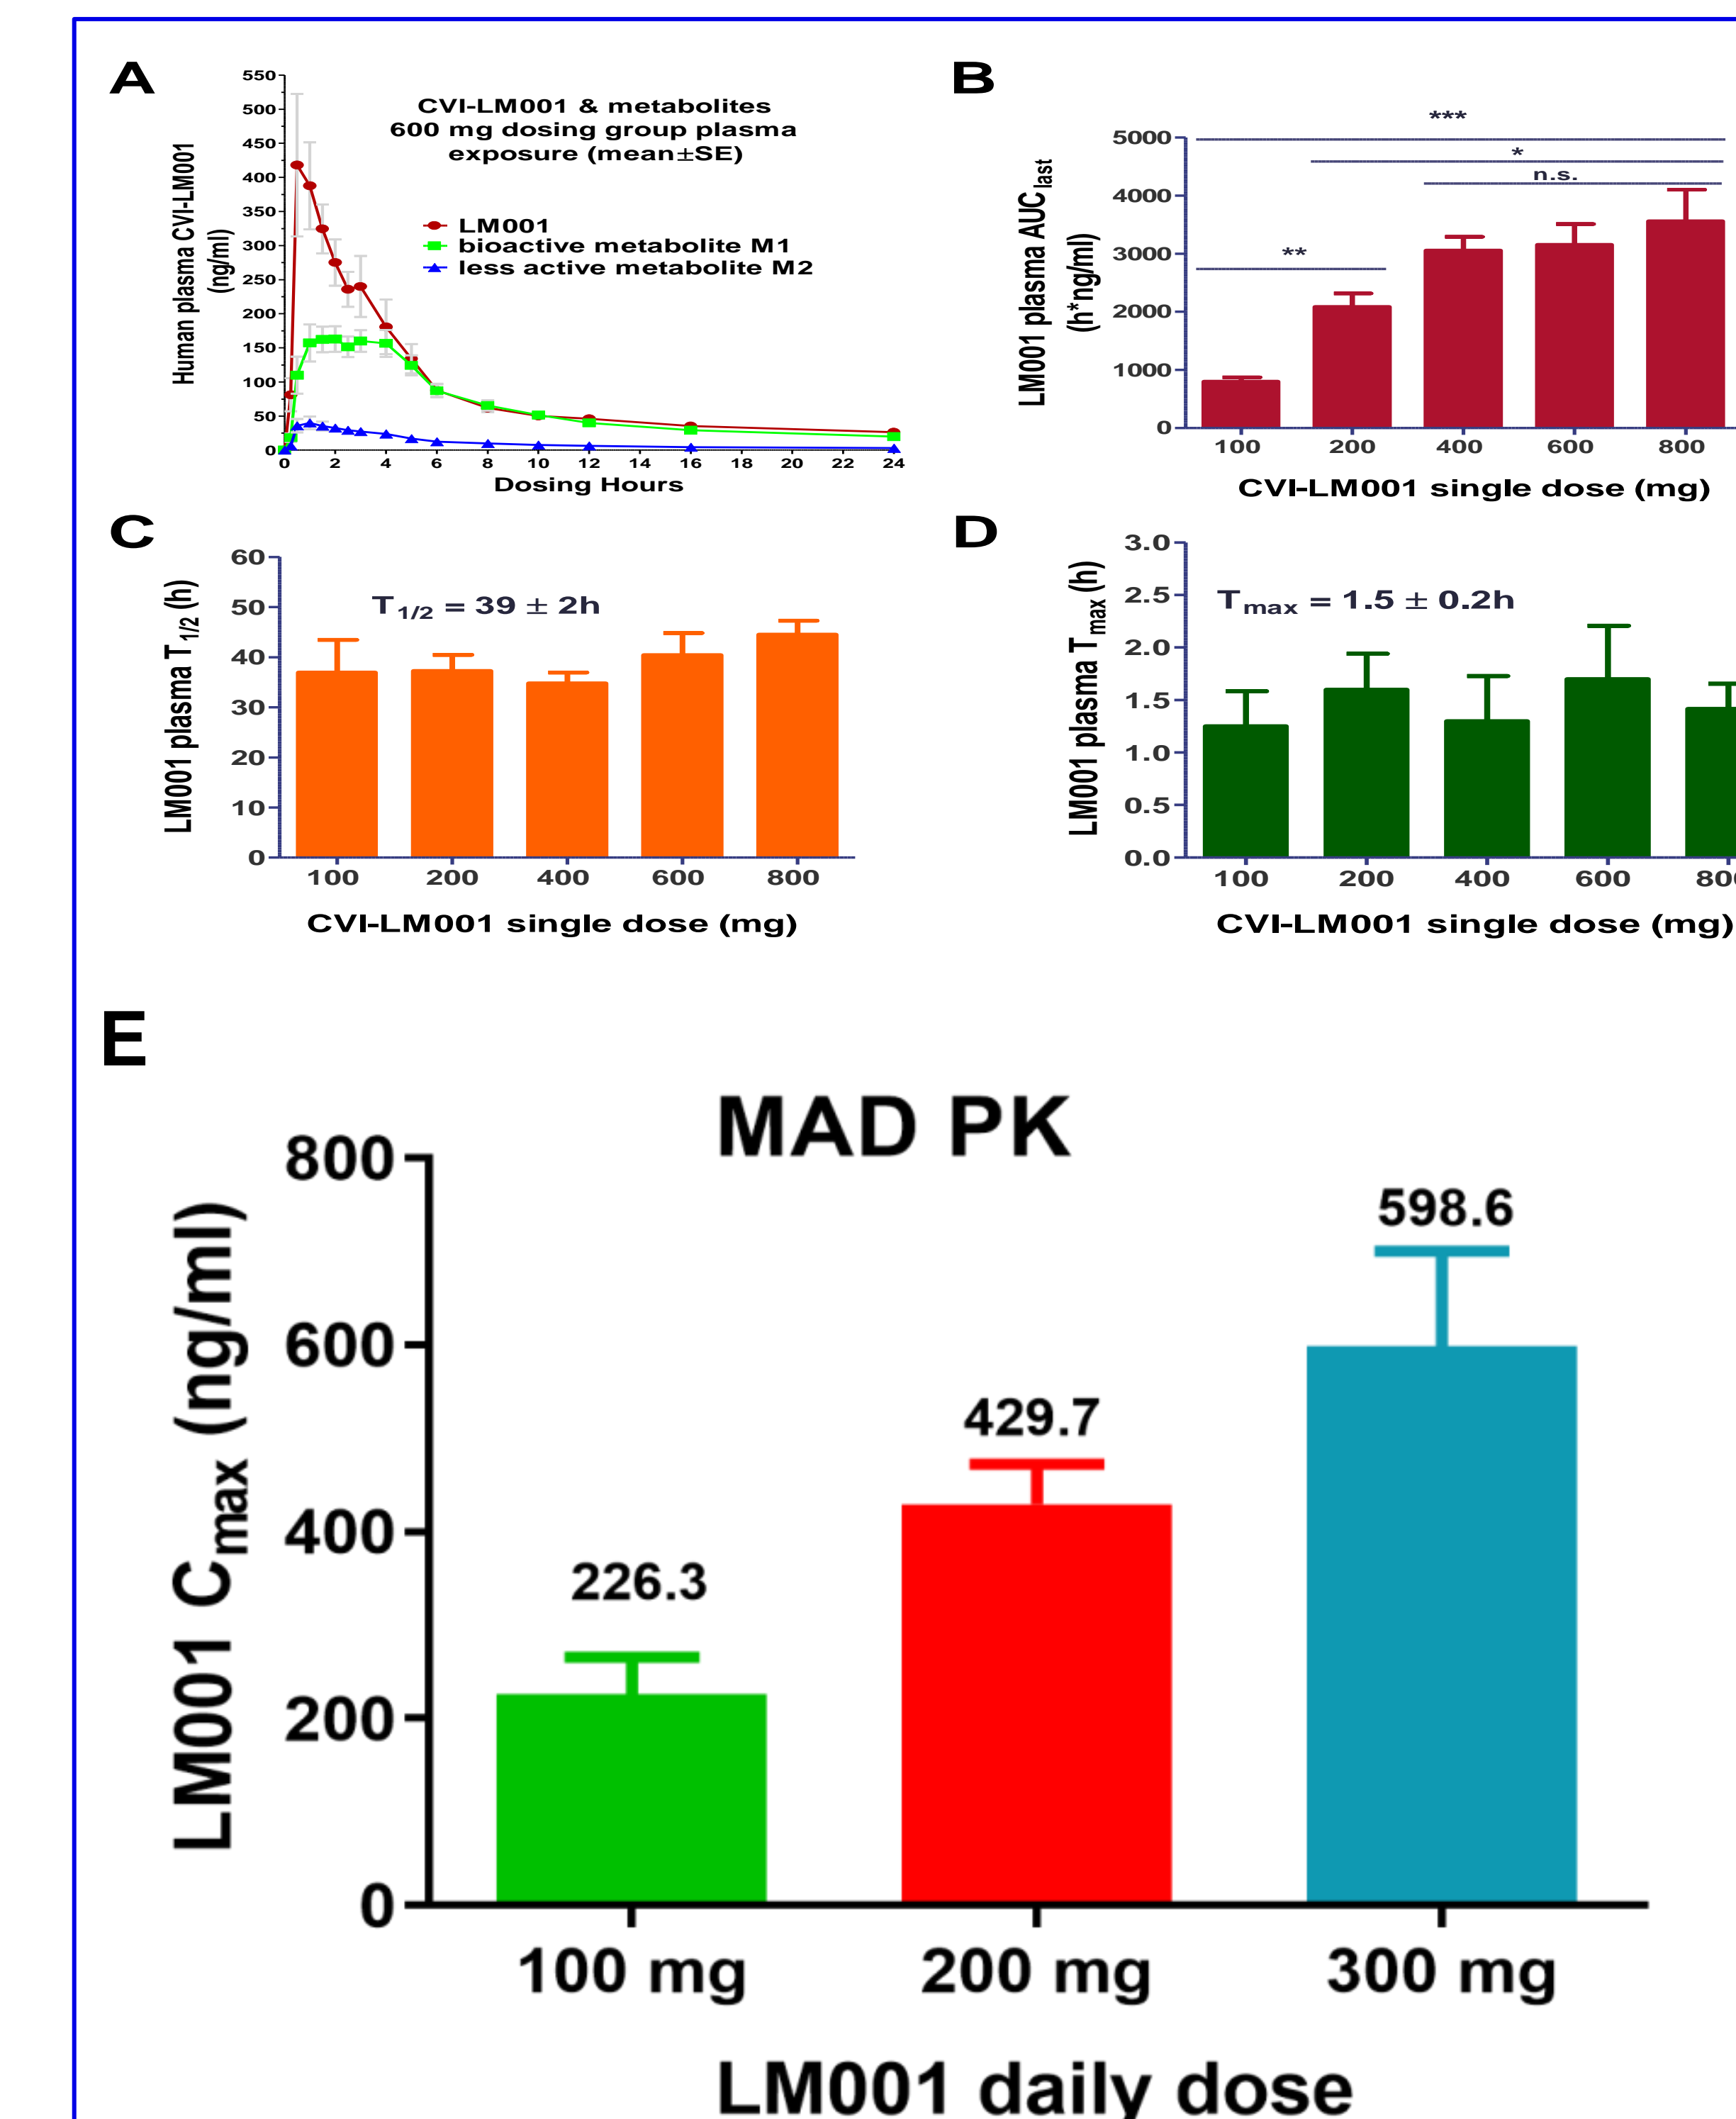 A
550
500
450
400
350
300
250
200
150
100
50
0
Human plasma CVI-LM001
(ng/ml)
CVI-LM001 & metabolites
600 mg dosing group plasma
exposure (mean±SE)
LM001
bioactive metabolite M1
less active metabolite M2
0 2 4 6 8 10 12 14 16 18 20 22 24
Dosing Hours
B
5000
4000
3000
2000
1000
0
LM001 plasma AUClast
(h*ng/ml)
***
*
n.s.
**
100 200 400 600 800
CVI-LM001 single dose (mg)
C
60
50
40
30
20
10
0
LM001 plasma T1/2 (h)
T1/2 = 39 ± 2h
100 200 400 600 800
CVI-LM001 single dose (mg)
D
3.0
2.5
2.0
1.5
1.0
0.5
0.0
LM001 plasma Tmax (h)
Tmax = 1.5 ± 0.2h
100 200 400 600
CVI-LM001 single dose (mg)
E
MAD PK
800
600
400
200
0
LM001 Cmax (ng/ml)
226.3
429.7
598.6
100 mg 200 mg 300 mg
LM001 daily dose